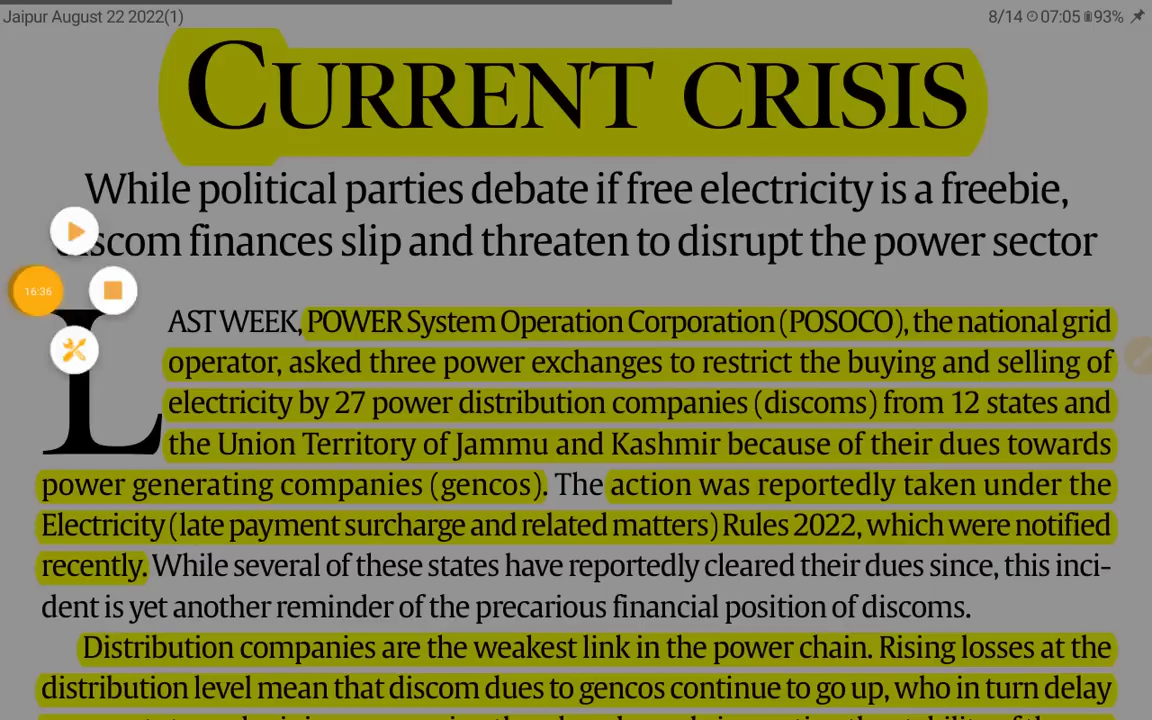 Jaipur August 22 2022(1)
8/14 07:05 93%
CURRENT CRISIS
While political parties debate if free electricity is a freebie,
finances slip and threaten to disrupt the power sector
16:36
LAST WEEK, POWER System Operation Corporation (POSOCO), the national grid
operator, asked three power exchanges to restrict the buying and selling of
electricity by 27 power distribution companies (discoms) from 12 states and
the Union Territory of Jammu and Kashmir because of their dues towards
power generating companies (gencos). The action was reportedly taken under the
Electricity (late payment surcharge and related matters) Rules 2022, which were notified
recently. While several of these states have reportedly cleared their dues since, this inci-
dent is yet another reminder of the precarious financial position of discoms.
Distribution companies are the weakest link in the power chain. Rising losses at the
distribution level mean that discom dues to gencos continue to go up, who in turn delay